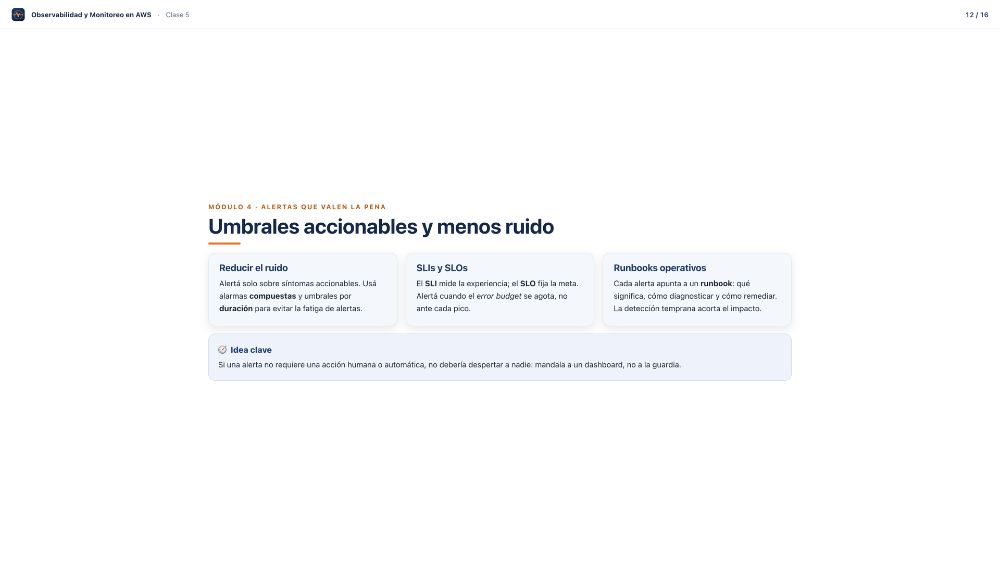 Observabilidad y Monitoreo en AWS · Clase 5
12 / 16
MÓDULO 4 · ALERTAS QUE VALEN LA PENA
Umbrales accionables y menos ruido
Reducir el ruido
Alertá solo sobre síntomas accionables. Usá
alarmas compuestas y umbrales por
duración para evitar la fatiga de alertas.
SLIs y SLOs
El SLI mide la experiencia; el SLO fija la meta.
Alertá cuando el error budget se agota, no
ante cada pico.
Runbooks operativos
Cada alerta apunta a un runbook: qué
significa, cómo diagnosticar y cómo remediar.
La detección temprana acorta el impacto.
Idea clave
Si una alerta no requiere una acción humana o automática, no debería despertar a nadie: mandala a un dashboard, no a la guardia.